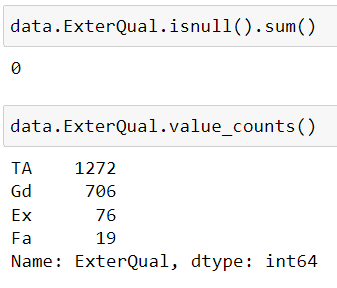 data.ExterQual.isnull().sum()
0
data.ExterQual.value_counts()
TA 1272
Gd 706
Ex 76
Fa 19
Name: ExterQual, dtype: int64